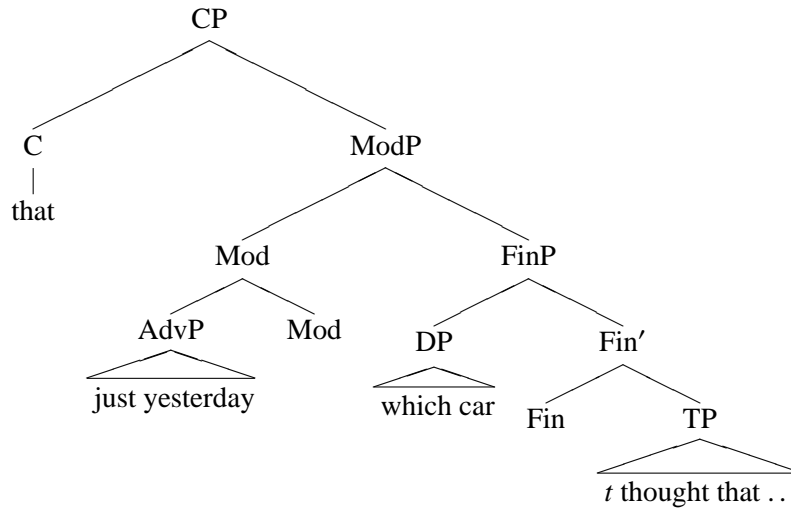 CP
C ModP
that
Mod FinP
AdvP Mod DP Fin′
just yesterday which car Fin TP
t thought that . .